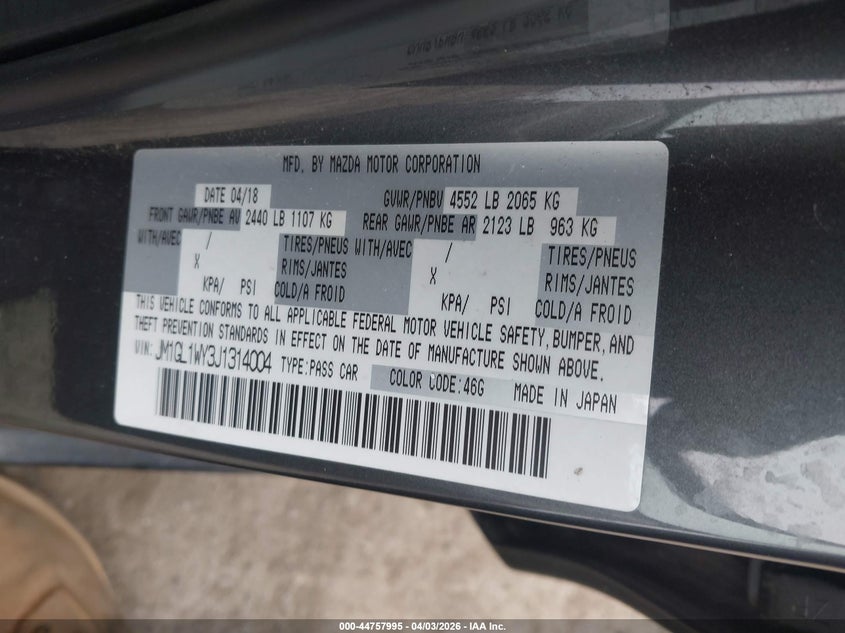 MFD. BY MAZDA MOTOR CORPORATION
DATE 04/18 GVWR/PNBV 4552 LB 2065 KG
FRONT GAWR/PNBE AV 2440 LB 1107 KG REAR GAWR/PNBE AR 2123 LB 963 KG
WITH/AVEC / TIRES/PNEUS WITH/AVEC / TIRES/PNEUS
X RIMS/JANTES X RIMS/JANTES
KPA/ PSI COLD/A FROID KPA/ PSI COLD/A FROID
THIS VEHICLE CONFORMS TO ALL APPLICABLE FEDERAL MOTOR VEHICLE SAFETY, BUMPER, AND
THEFT PREVENTION STANDARDS IN EFFECT ON THE DATE OF MANUFACTURE SHOWN ABOVE.
VIN: JM1GL1WY3J1314004 TYPE:PASS CAR COLOR CODE:46G MADE IN JAPAN
000-44757995 | 04/03/2026 - IAA Inc.